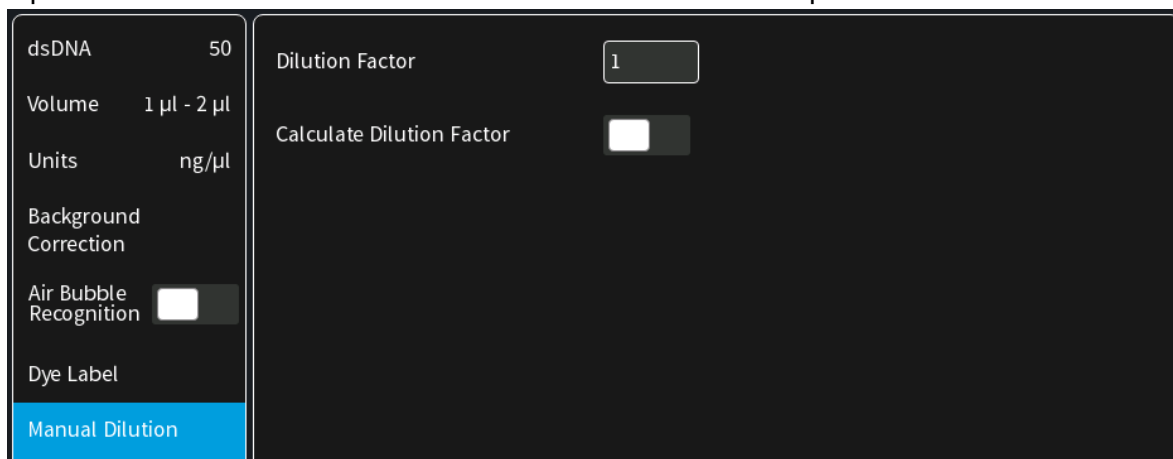 dsDNA 50
Volume 1 µl - 2 µl
Units ng/µl
Background
Correction
Air Bubble
Recognition
Dye Label
Manual Dilution
Dilution Factor 1
Calculate Dilution Factor